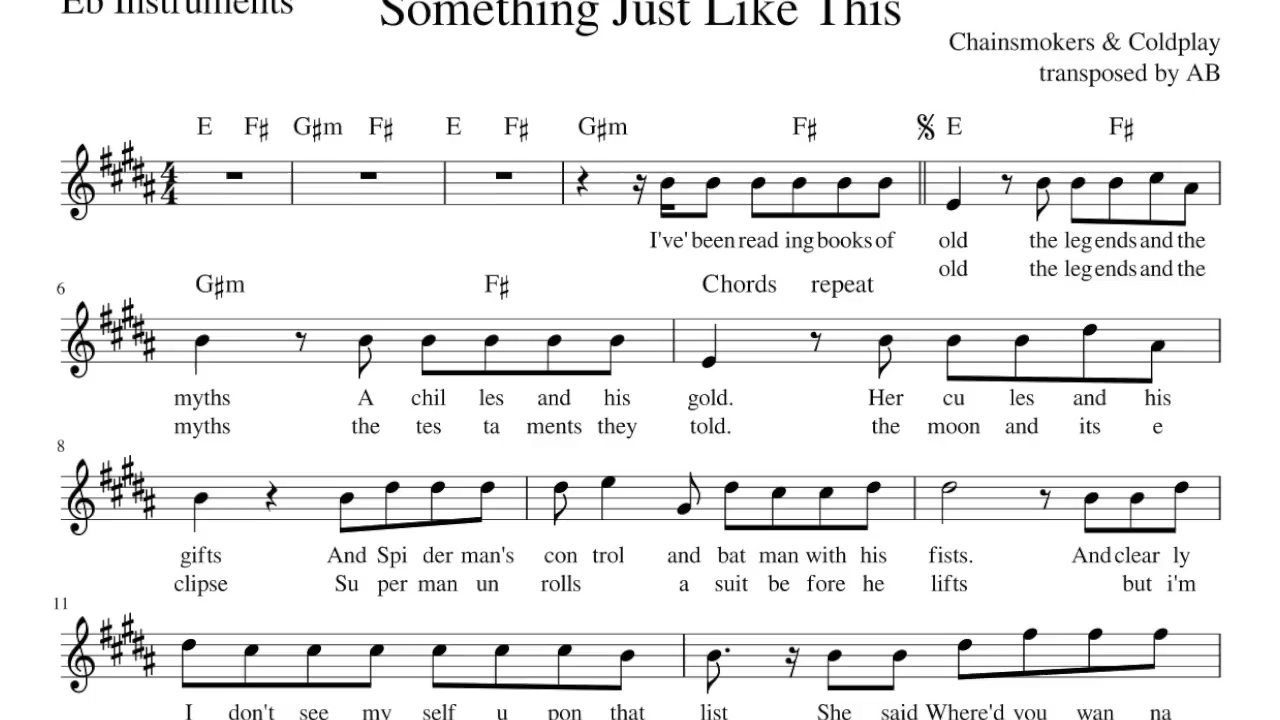 Eb Instruments
Something Just Like This
Chainsmokers & Coldplay
transposed by AB
E F♯ G♯m F♯ E F♯ G♯m F♯ E F♯
4/4
I've' been read ing books of old the leg ends and the
old the leg ends and the
6
G♯m F♯ Chords repeat
myths A chil les and his gold. Her cu les and his
myths the tes ta ments they told. the moon and its e
8
gifts And Spi der man's con trol and bat man with his fists. And clear ly
clipse Su per man un rolls a suit be fore he lifts but i'm
11
I don't see my self u pon that list She said Where'd you wan na